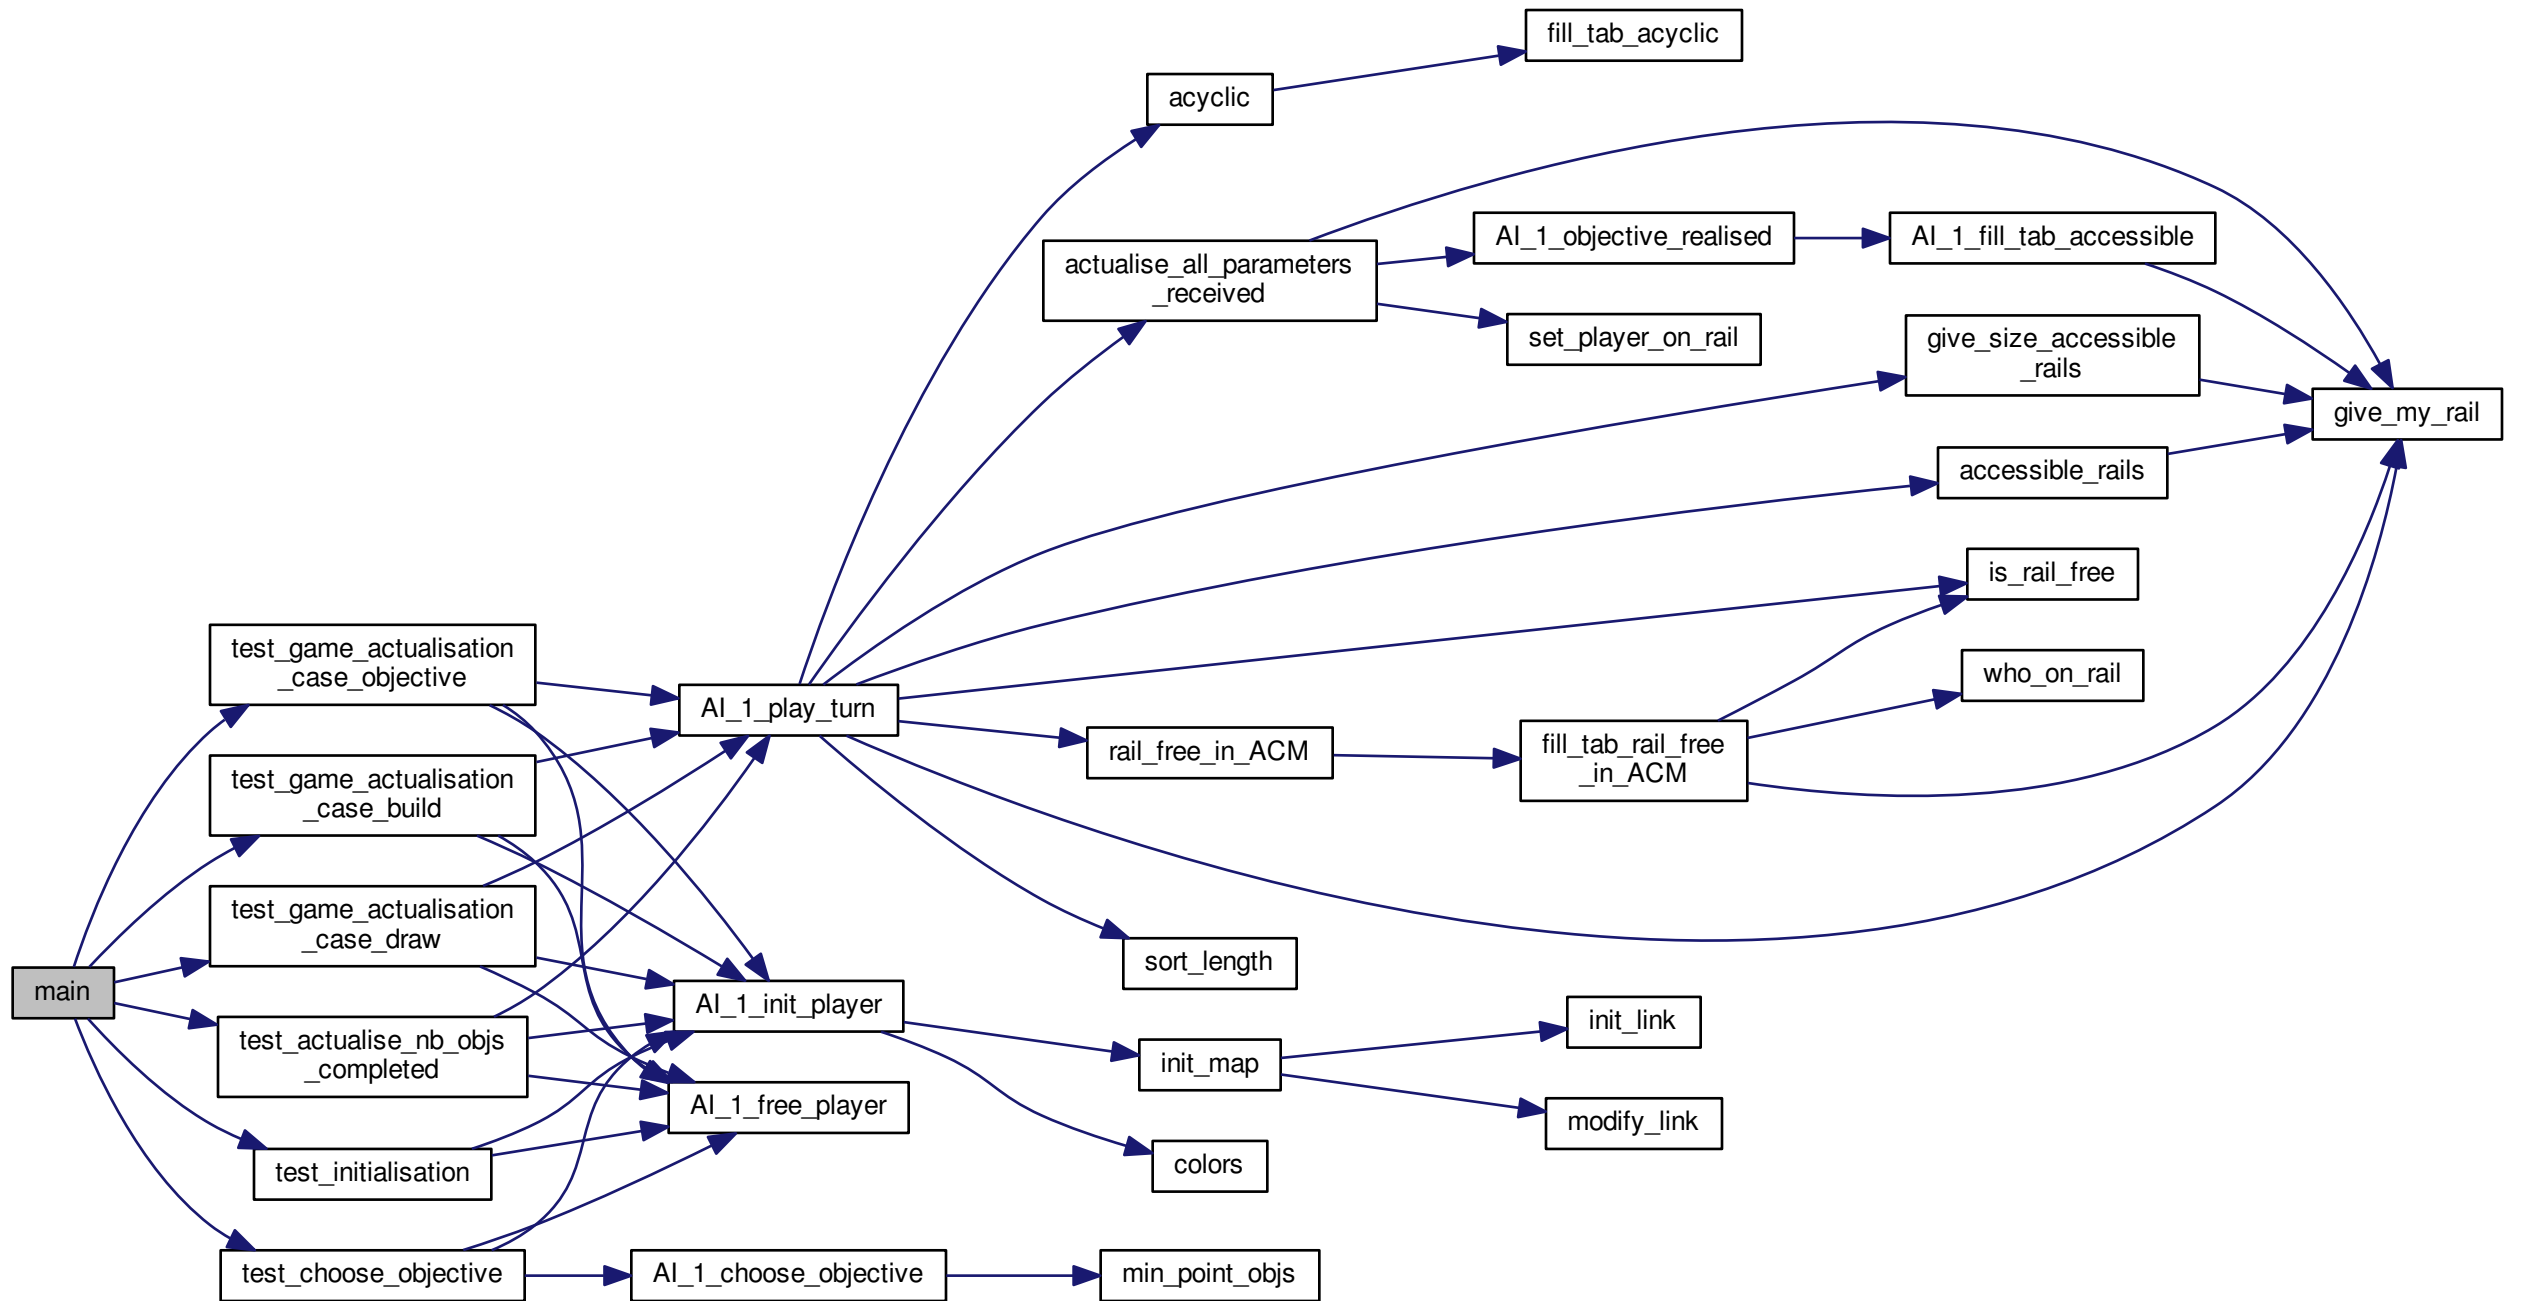 fill_tab_acyclic
acyclic
actualise_all_parameters
_received
AI_1_objective_realised
AI_1_fill_tab_accessible
set_player_on_rail
give_size_accessible
_rails
give_my_rail
accessible_rails
is_rail_free
who_on_rail
test_game_actualisation
_case_objective
AI_1_play_turn
rail_free_in_ACM
fill_tab_rail_free
_in_ACM
test_game_actualisation
_case_build
test_game_actualisation
_case_draw
sort_length
main
AI_1_init_player
init_link
test_actualise_nb_objs
_completed
init_map
AI_1_free_player
modify_link
test_initialisation
colors
test_choose_objective
AI_1_choose_objective
min_point_objs